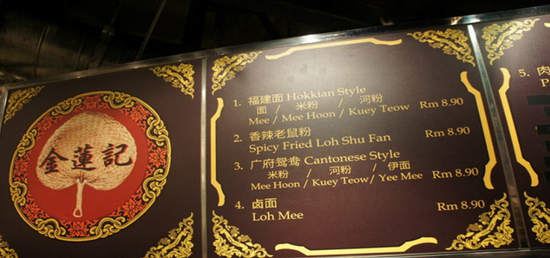 金蓮記
1. 福建面 Hokkian Style
面 / 米粉 / 河粉
Mee / Mee Hoon / Kuey Teow Rm 8.90
2. 香辣老鼠粉 Rm 8.90
Spicy Fried Loh Shu Fan
3. 广府鸳鸯 Cantonese Style
米粉 / 河粉 / 伊面
Mee Hoon / Kuey Teow / Yee Mee Rm 8.90
4. 卤面 Rm 8.90
Loh Mee
5. 肉